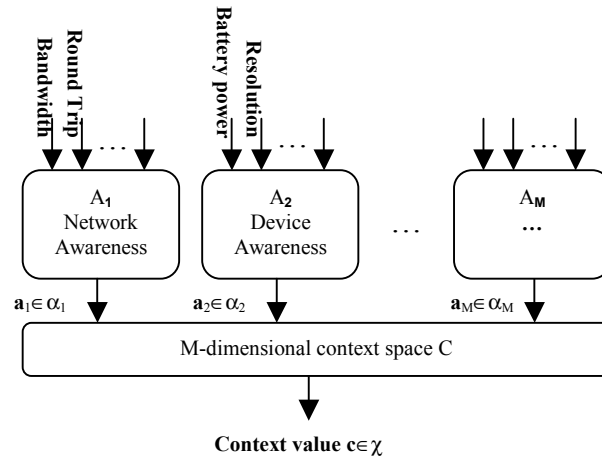 Bandwidth
Round Trip
Battery power
Resolution
. . .
. . .
. . .
A1
Network
Awareness
A2
Device
Awareness
. . .
AM
...
a1∈α1
a2∈α2
aM∈αM
M-dimensional context space C
Context value c∈χ